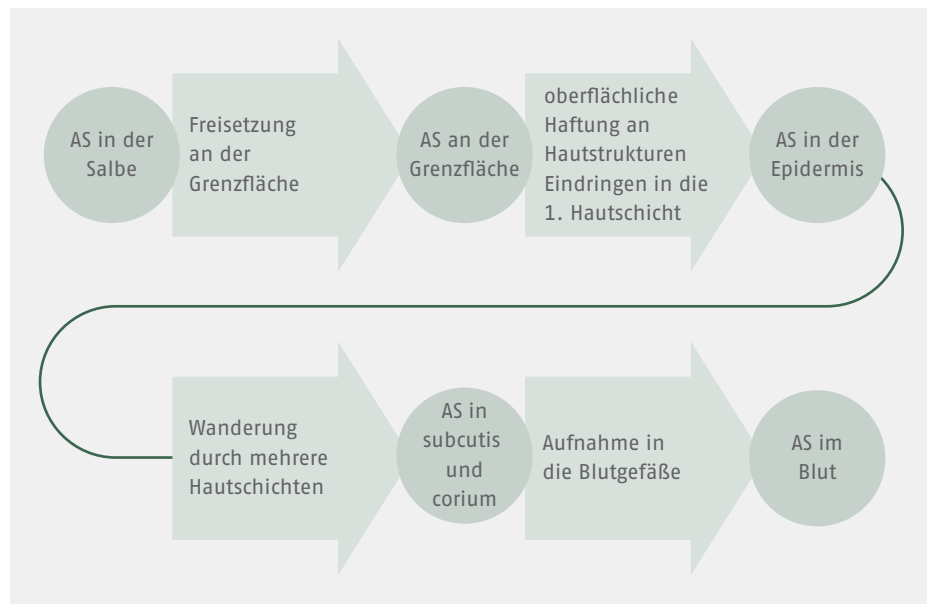 AS in der
Salbe
Freisetzung
an der
Grenzfläche
AS an der
Grenzfläche
oberflächliche
Haftung an
Hautstrukturen
Eindringen in die
1. Hautschicht
AS in der
Epidermis
Wanderung
durch mehrere
Hautschichten
AS in
subcutis
und
corium
Aufnahme in
die Blutgefäße
AS im
Blut